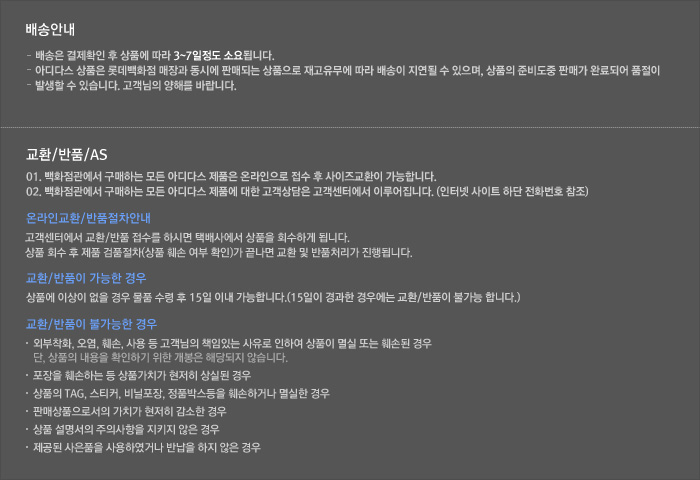 배송안내
- 배송은 결제확인 후 상품에 따라 3~7일정도 소요됩니다.
- 아디다스 상품은 롯데백화점 매장과 동시에 판매되는 상품으로 재고유무에 따라 배송이 지연될 수 있으며, 상품의 준비도중 판매가 완료되어 품절이
- 발생할 수 있습니다. 고객님의 양해를 바랍니다.
교환/반품/AS
01. 백화점관에서 구매하는 모든 아디다스 제품은 온라인으로 접수 후 사이즈교환이 가능합니다.
02. 백화점관에서 구매하는 모든 아디다스 제품에 대한 고객상담은 고객센터에서 이루어집니다. (인터넷 사이트 하단 전화번호 참조)
온라인교환/반품절차안내
고객센터에서 교환/반품 접수를 하시면 택배사에서 상품을 회수하게 됩니다.
상품 회수 후 제품 검품절차(상품 훼손 여부 확인)가 끝나면 교환 및 반품처리가 진행됩니다.
교환/반품이 가능한 경우
상품에 이상이 없을 경우 물품 수령 후 15일 이내 가능합니다.(15일이 경과한 경우에는 교환/반품이 불가능 합니다.)
교환/반품이 불가능한 경우
· 외부착화, 오염, 훼손, 사용 등 고객님의 책임있는 사유로 인하여 상품이 멸실 또는 훼손된 경우
단, 상품의 내용을 확인하기 위한 개봉은 해당되지 않습니다.
· 포장을 훼손하는 등 상품가치가 현저히 상실된 경우
· 상품의 TAG, 스티커, 비닐포장, 정품박스등을 훼손하거나 멸실한 경우
· 판매상품으로서의 가치가 현저히 감소한 경우
· 상품 설명서의 주의사항을 지키지 않은 경우
· 제공된 사은품을 사용하였거나 반납을 하지 않은 경우